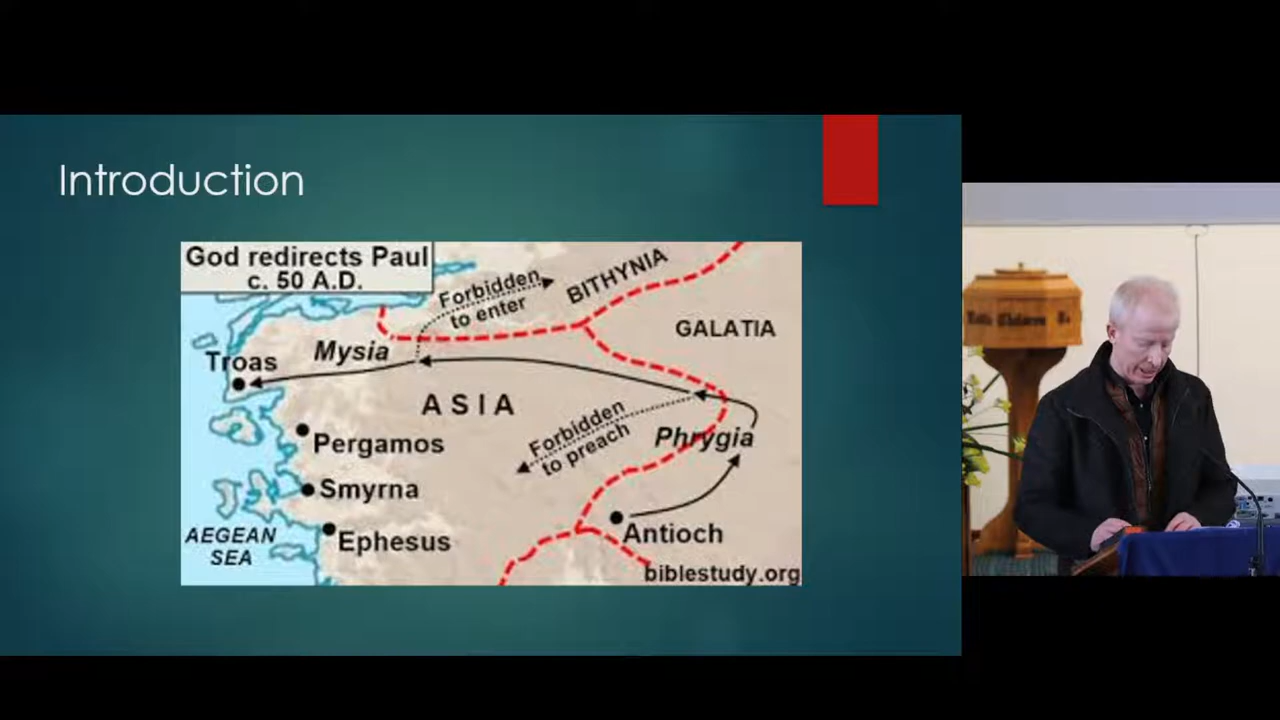 Introduction
God redirects Paul
c. 50 A.D.
Forbidden
to enter
BITHYNIA
GALATIA
Mysia
Troas
ASIA
Forbidden
to preach
Phrygia
Pergamos
Smyrna
AEGEAN
SEA
Ephesus
Antioch
biblestudy.org